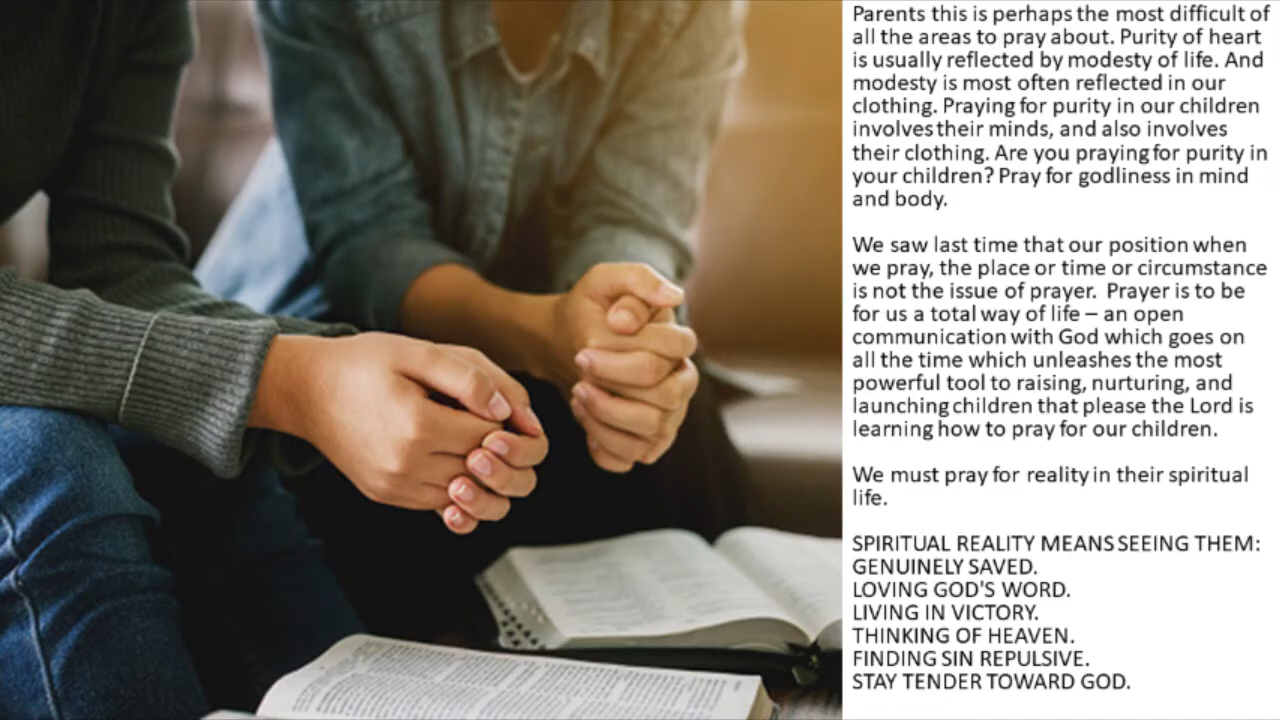 Parents this is perhaps the most difficult of
all the areas to pray about. Purity of heart
is usually reflected by modesty of life. And
modesty is most often reflected in our
clothing. Praying for purity in our children
involves their minds, and also involves
their clothing. Are you praying for purity in
your children? Pray for godliness in mind
and body.
We saw last time that our position when
we pray, the place or time or circumstance
is not the issue of prayer. Prayer is to be
for us a total way of life – an open
communication with God which goes on
all the time which unleashes the most
powerful tool to raising, nurturing, and
launching children that please the Lord is
learning how to pray for our children.
We must pray for reality in their spiritual
life.
SPIRITUAL REALITY MEANS SEEING THEM:
GENUINELY SAVED.
LOVING GOD'S WORD.
LIVING IN VICTORY.
THINKING OF HEAVEN.
FINDING SIN REPULSIVE.
STAY TENDER TOWARD GOD.